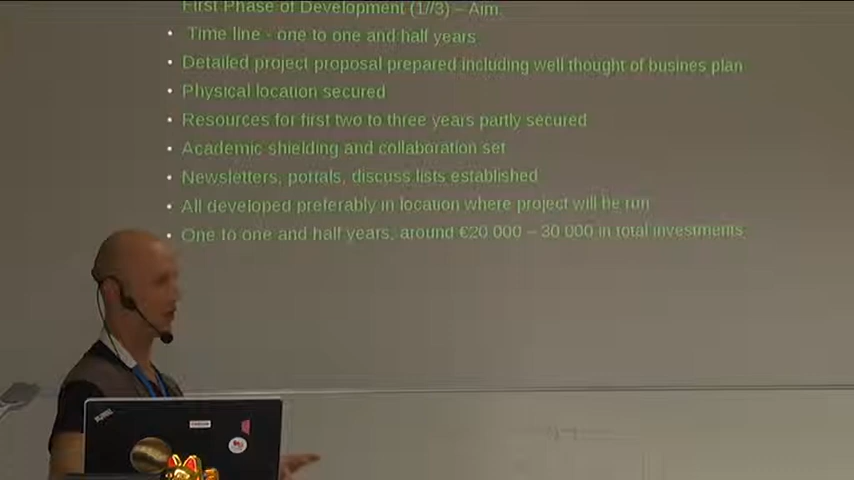 First Phase of Development (1//3) – Aim
• Time line - one to one and half years
• Detailed project proposal prepared including well thought of busines plan
• Physical location secured
• Resources for first two to three years partly secured
• Academic shielding and collaboration set
• Newsletters, portals, discuss lists established
• All developed preferably in location where project will be run
• One to one and half years, around €20 000 – 30 000 in total investments